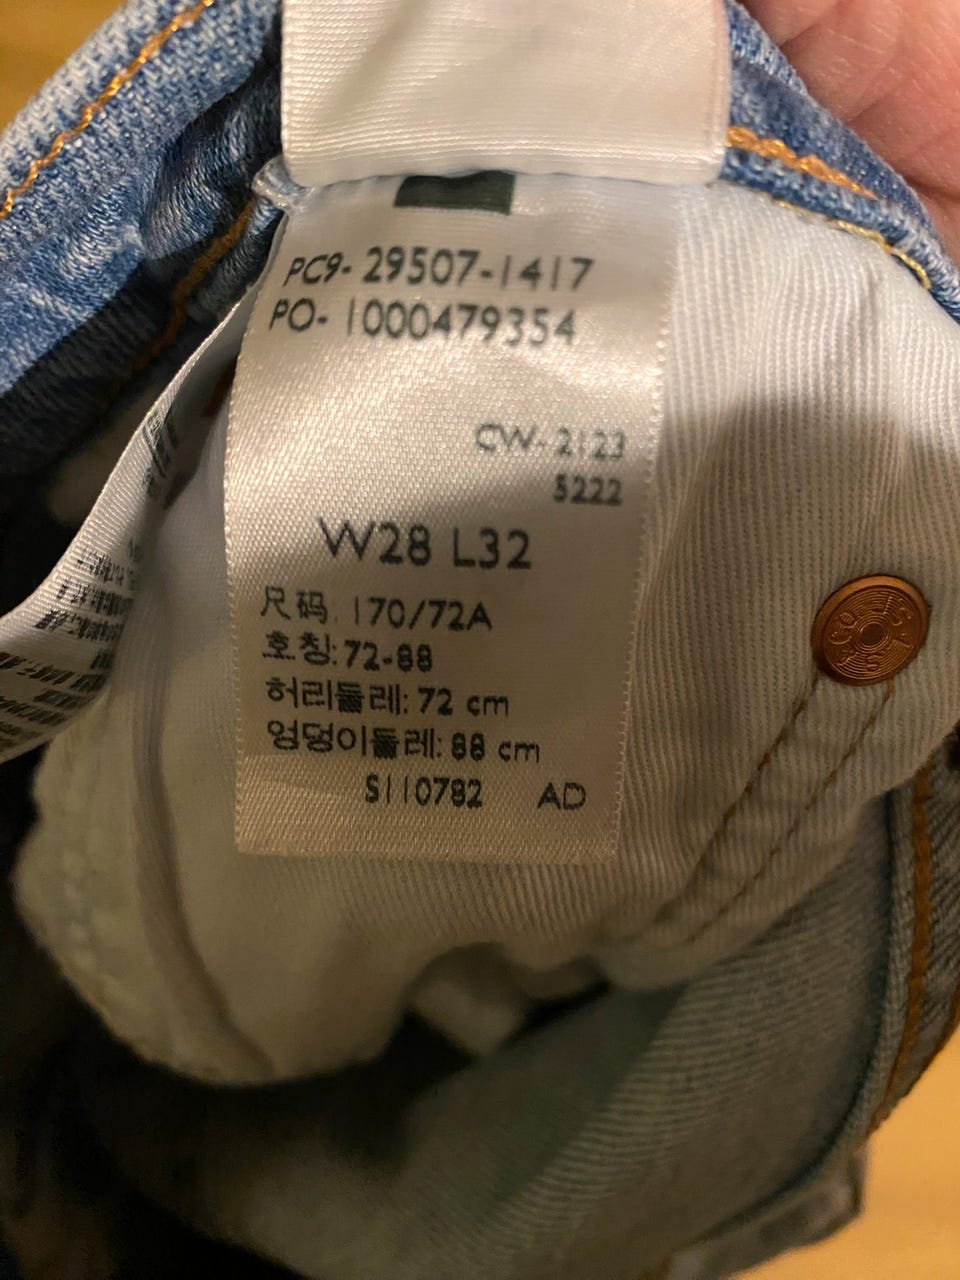 PC9- 29507-1417
PO- 1000479354
CW- 2123
5222
W28 L32
尺码. 170/72A
호칭: 72-88
허리둘레: 72 cm
엉덩이둘레: 88 cm
S110782 AD